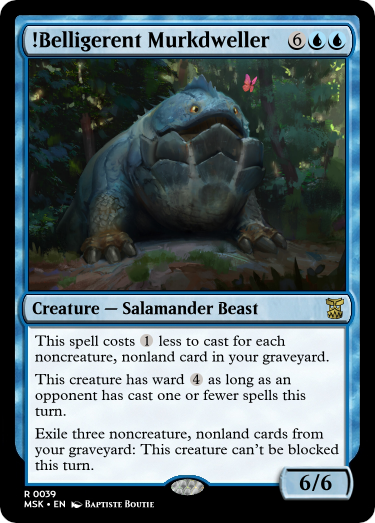 !Belligerent Murkdweller 6
Creature — Salamander Beast
This spell costs 1 less to cast for each
noncreature, nonland card in your graveyard.
This creature has ward 4 as long as an
opponent has cast one or fewer spells this
turn.
Exile three noncreature, nonland cards from
your graveyard: This creature can't be blocked
this turn.
6/6
R 0039
MSK • EN Baptiste Boutie